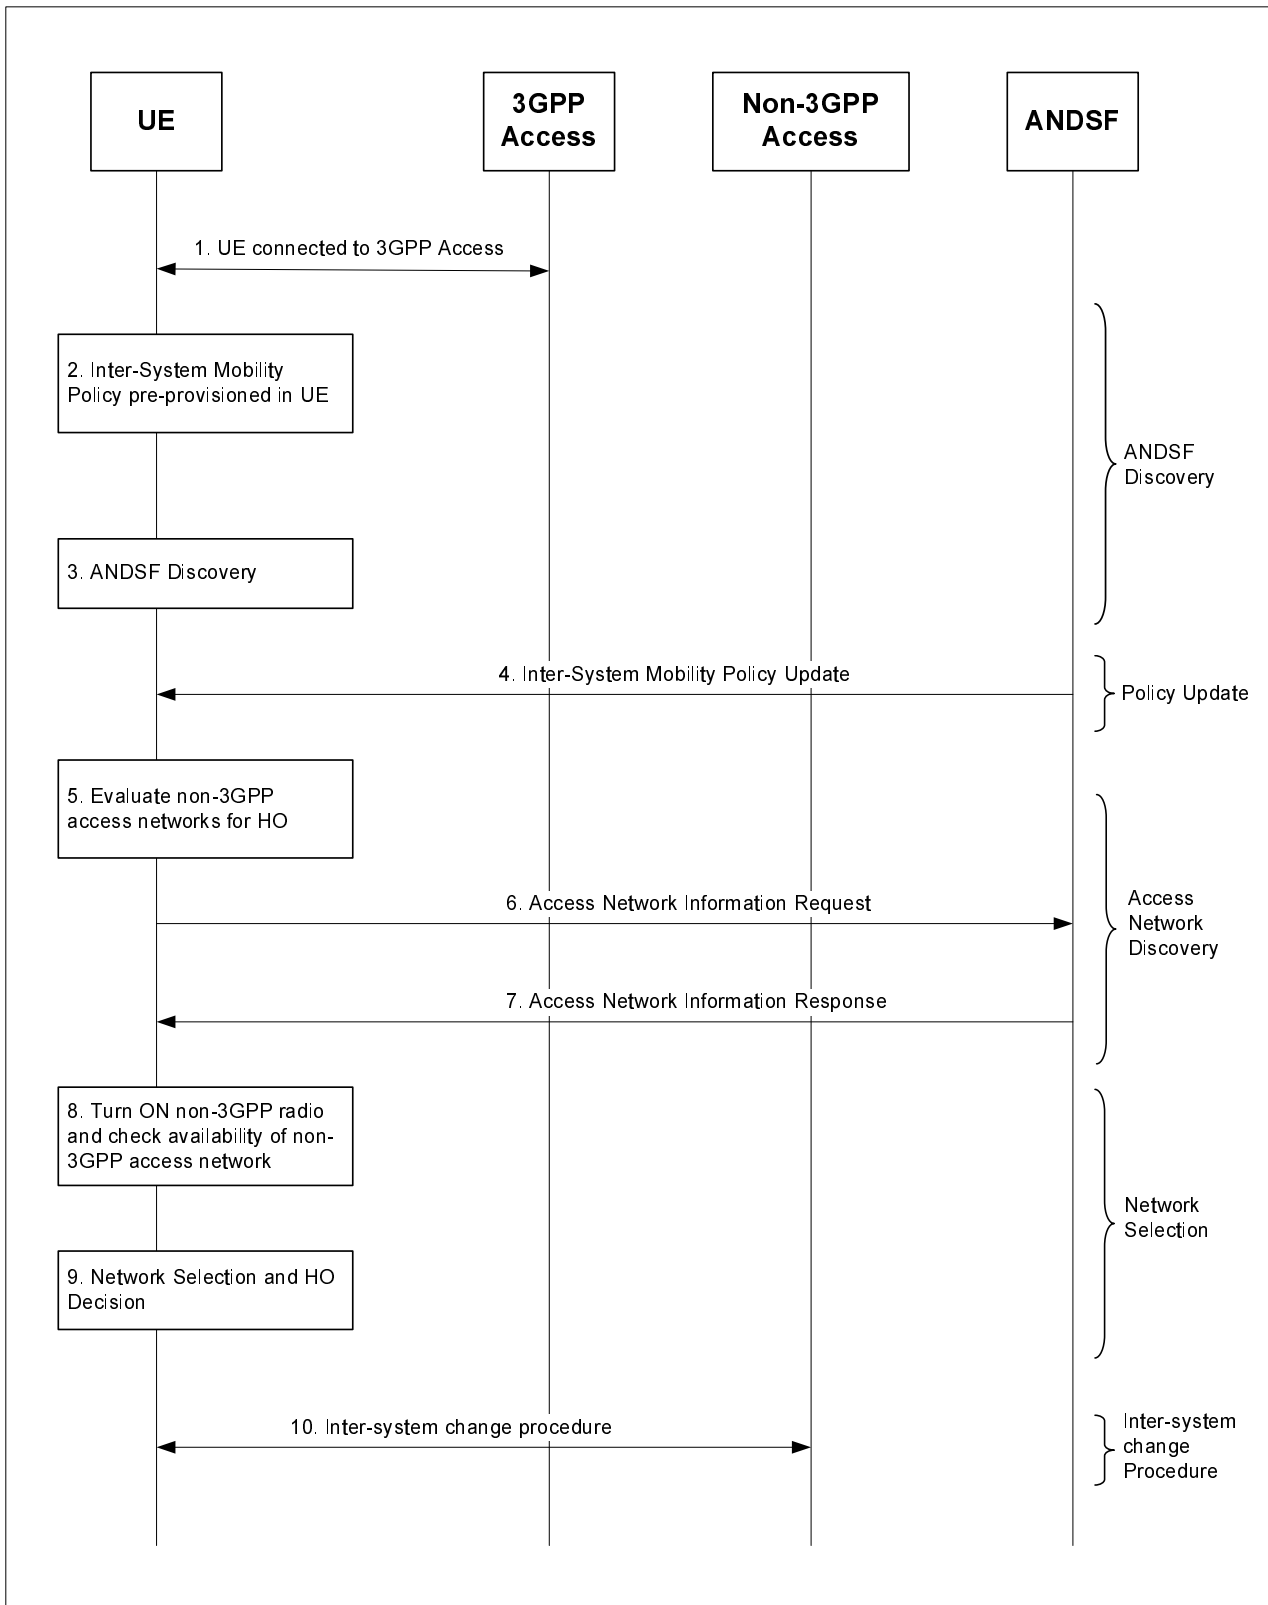 UE
3GPP
Access
Non-3GPP
Access
ANDSF
1. UE connected to 3GPP Access
2. Inter-System Mobility
Policy pre-provisioned in UE
ANDSF
Discovery
3. ANDSF Discovery
4. Inter-System Mobility Policy Update
Policy Update
5. Evaluate non-3GPP
access networks for HO
6. Access Network Information Request
Access
Network
Discovery
7. Access Network Information Response
8. Turn ON non-3GPP radio
and check availability of non-
3GPP access network
Network
Selection
9. Network Selection and HO
Decision
10. Inter-system change procedure
Inter-system
change
Procedure